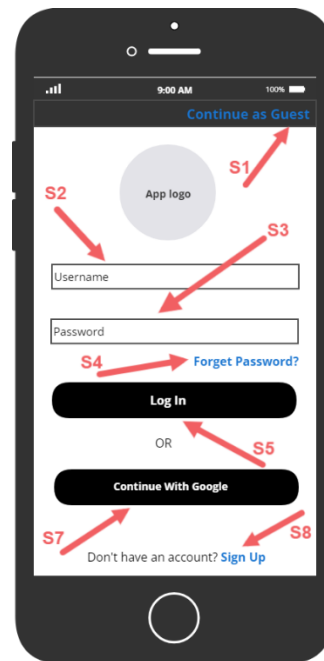 9:00 AM 100%
Continue as Guest
S1
S2
App logo
S3
Username
Password
S4
Forget Password?
Log In
OR
S5
Continue With Google
S7
S8
Don't have an account? Sign Up